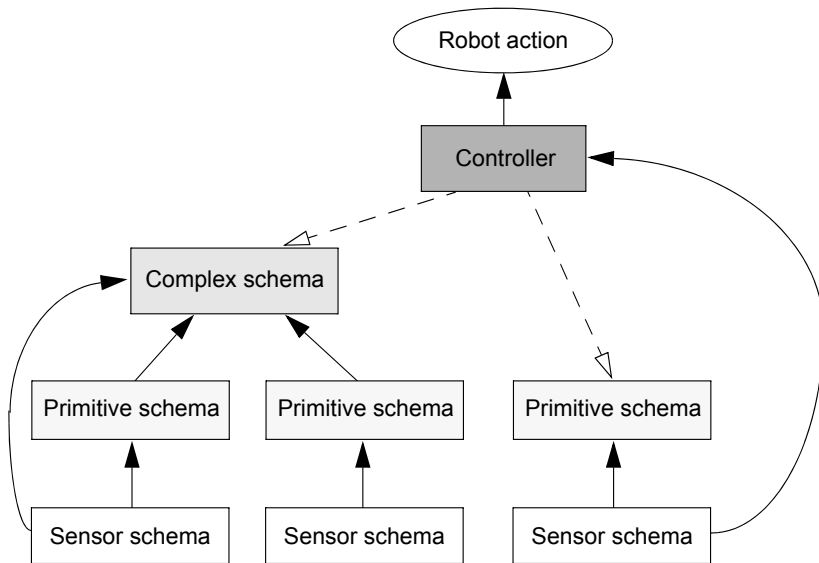 Robot action
Controller
Complex schema
Primitive schema
Primitive schema
Primitive schema
Sensor schema
Sensor schema
Sensor schema